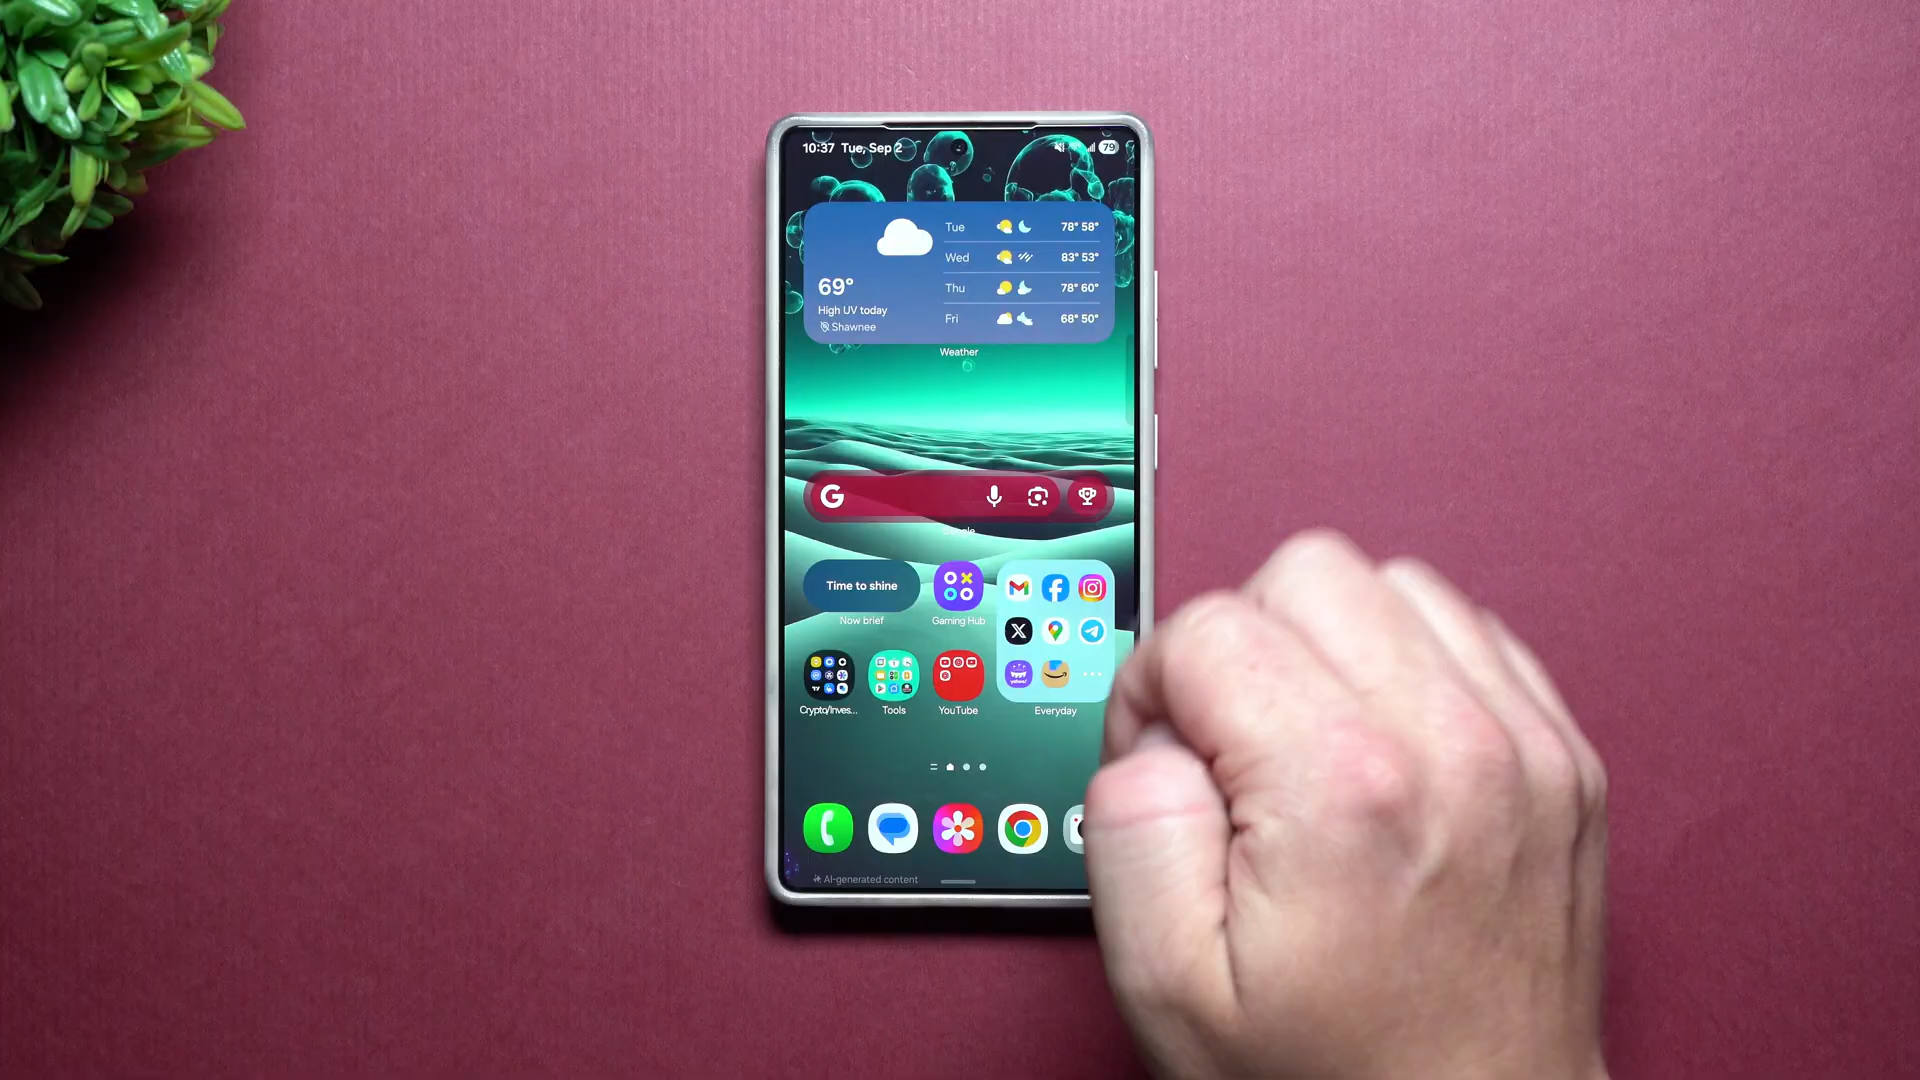 10:37 Tue, Sep 2
79
69°
High UV today
Shawnee
Tue 78° 58°
Wed 83° 53°
Thu 78° 60°
Fri 68° 50°
Weather
G
Google
Time to shine
Now brief
Gaming Hub
yahoo!
Crypto/Inves...
Tools
YouTube
Everyday
AI-generated content